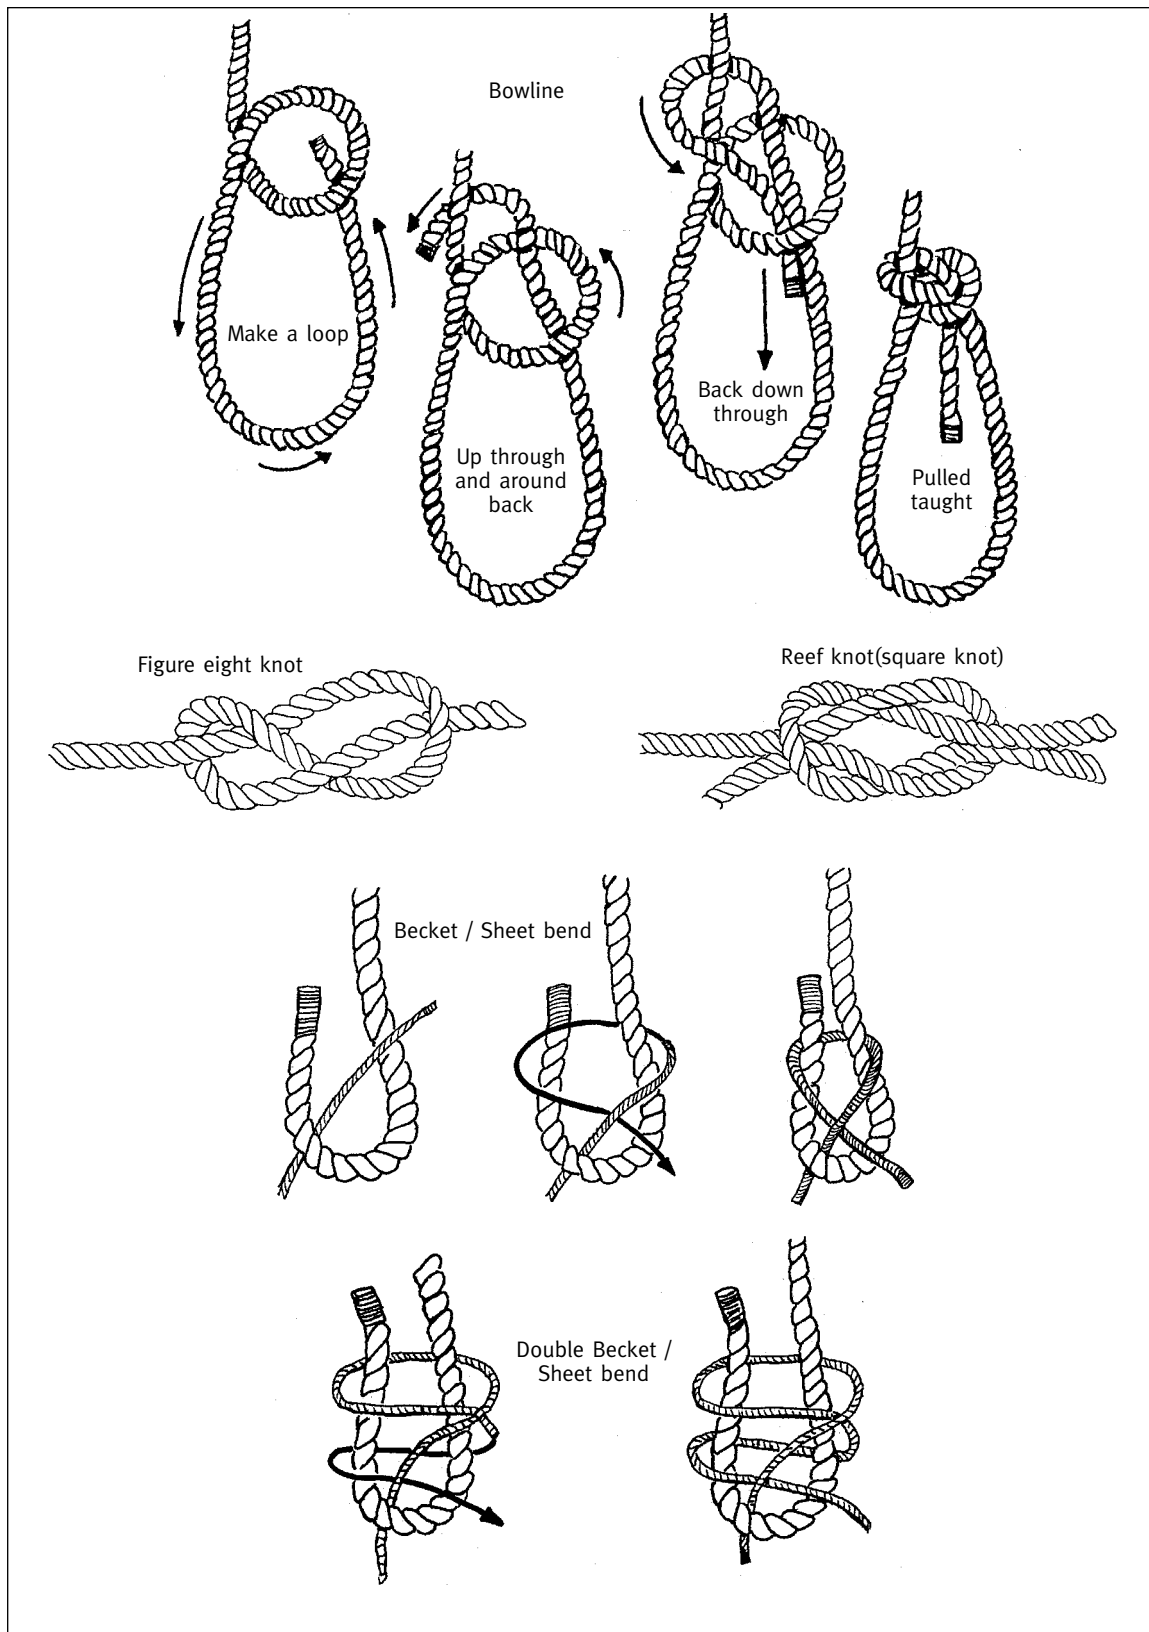 Bowline
Make a loop
Up through
and around
back
Back down
through
Pulled
taught
Figure eight knot
Reef knot(square knot)
Becket / Sheet bend
Double Becket /
Sheet bend